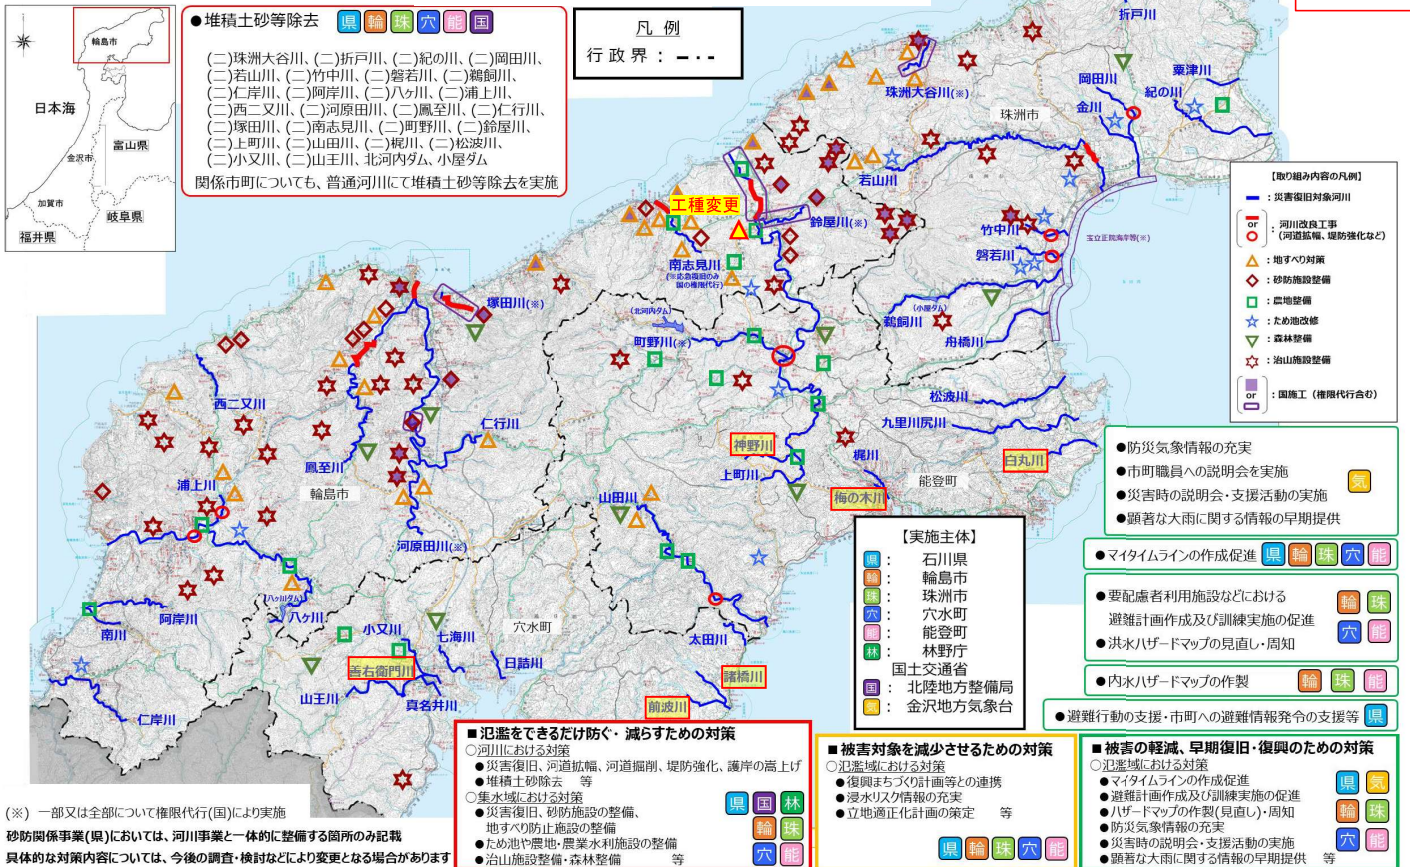 ●堆積土砂等除去 県 輪 珠 穴 能 国
(二)珠洲大谷川、(二)折戸川、(二)紀の川、(二)岡田川、
(二)若山川、(二)竹中川、(二)磐若川、(二)鵜飼川、
(二)仁岸川、(二)阿岸川、(二)八ヶ川、(二)浦上川、
(二)西二又川、(二)河原田川、(二)鳳至川、(二)仁行川、
(二)塚田川、(二)南志見川、(二)町野川、(二)鈴屋川、
(二)上町川、(二)山田川、(二)梶川、(二)松波川、
(二)小又川、(二)山王川、北河内ダム、小屋ダム
関係市町についても、普通河川にて堆積土砂等除去を実施
凡 例
行 政 界 :
輪島市
日本海
富山県
金沢市
加賀市
岐阜県
福井県
折戸川
岡田川
粟津川
紀の川
金川
珠洲大谷川(※)
珠洲市
若山川
工種変更
鈴屋川(※)
竹中川
磐若川
玉立正院海岸等(※)
南志見川
(※応急復旧のみ
国の権限代行)
塚田川(※)
(北河内ダム)
町野川(※)
(小屋ダム)
鵜飼川
舟橋川
松波川
九里川尻川
白丸川
西二又川
仁行川
神野川
上町川
梶川
梅の木川
能登町
鳳至川
輪島市
浦上川
山田川
河原田川(※)
(八ヶ川ダム)
八ヶ川
阿岸川
南川
穴水町
小又川
七海川
日詰川
太田川
諸橋川
前波川
善右衛門川
山王川
真名井川
仁岸川
【取り組み内容の凡例】
:災害復旧対象河川
or
:河川改良工事
(河道拡幅、堤防強化など)
:地すべり対策
:砂防施設整備
:農地整備
:ため池改修
:森林整備
:治山施設整備
or
:国施工(権限代行含む)
【実施主体】
県: 石川県
輪: 輪島市
珠: 珠洲市
穴: 穴水町
能: 能登町
林: 林野庁
国土交通省
国: 北陸地方整備局
気: 金沢地方気象台
●防災気象情報の充実
●市町職員への説明会を実施
●災害時の説明会・支援活動の実施
●顕著な大雨に関する情報の早期提供
気
●マイタイムラインの作成促進 県 輪 珠 穴 能
●要配慮者利用施設などにおける
避難計画作成及び訓練実施の促進
●洪水ハザードマップの見直し・周知
輪 珠
穴 能
●内水ハザードマップの作製 輪 珠 能
●避難行動の支援・市町への避難情報発令の支援等 県
■氾濫をできるだけ防ぐ・減らすための対策
○河川における対策
●災害復旧、河道拡幅、河道掘削、堤防強化、護岸の嵩上げ
●堆積土砂除去 等
○集水域における対策
●災害復旧、砂防施設の整備、
地すべり防止施設の整備
●ため池や農地・農業水利施設の整備
●治山施設整備・森林整備 等
県 国 林
輪 珠
穴 能
■被害対象を減少させるための対策
○氾濫域における対策
●復興まちづくり計画等との連携
●浸水リスク情報の充実
●立地適正化計画の策定 等
県 輪 珠 穴 能
■被害の軽減、早期復旧・復興のための対策
○氾濫域における対策
●マイタイムラインの作成促進
●避難計画作成及び訓練実施の促進
●ハザードマップの作製(見直し)・周知
●防災気象情報の充実
●災害時の説明会・支援活動の実施
●顕著な大雨に関する情報の早期提供 等
県 気
輪 珠
穴 能
(※) 一部又は全部について権限代行(国)により実施
砂防関係事業(県)においては、河川事業と一体的に整備する箇所のみ記載
具体的な対策内容については、今後の調査・検討などにより変更となる場合があります